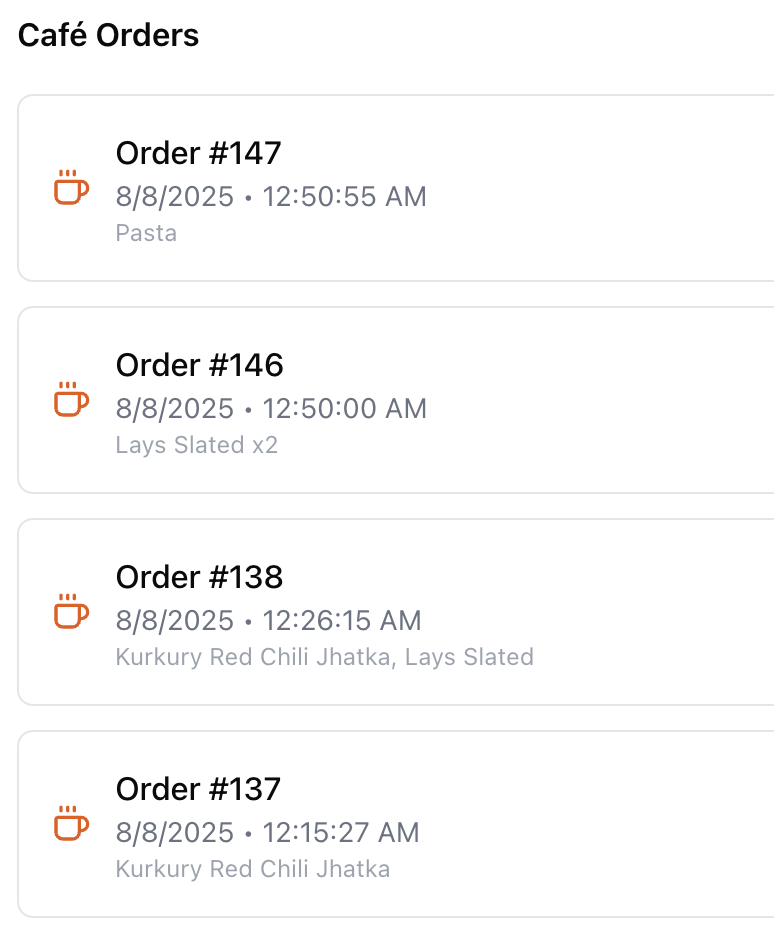 Café Orders
Order #147
8/8/2025 • 12:50:55 AM
Pasta
Order #146
8/8/2025 • 12:50:00 AM
Lays Slated x2
Order #138
8/8/2025 • 12:26:15 AM
Kurkury Red Chili Jhatka, Lays Slated
Order #137
8/8/2025 • 12:15:27 AM
Kurkury Red Chili Jhatka